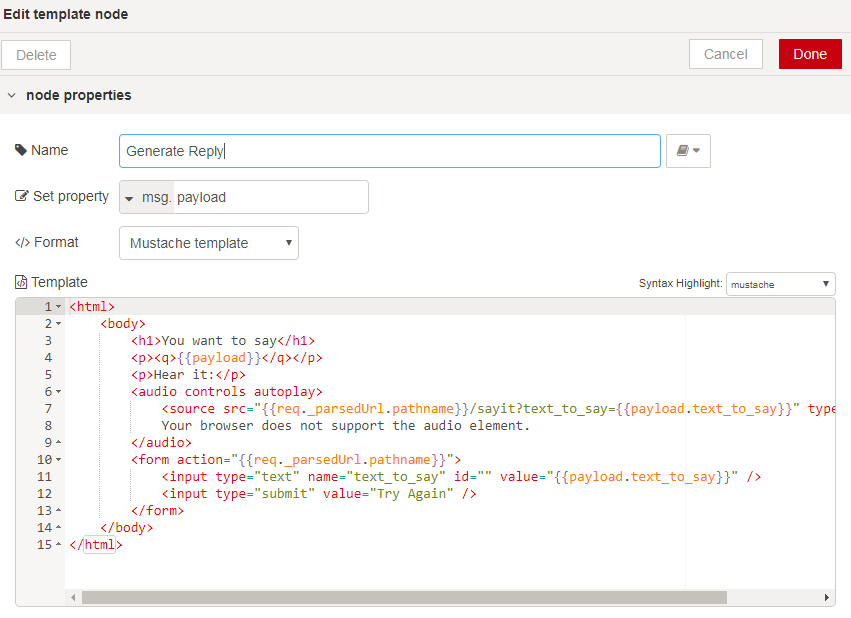 Edit template node
Delete
Cancel
Done
node properties
Name
Generate Reply
Set property
msg. payload
</> Format
Mustache template
Template
Syntax Highlight: mustache
1 <html>
2 <body>
3 <h1>You want to say</h1>
4 <p><q>{{payload}}</q></p>
5 <p>Hear it:</p>
6 <audio controls autoplay>
7 <source src="{{req._parsedUrl.pathname}}/sayit?text_to_say={{payload.text_to_say}}" type
8 Your browser does not support the audio element.
9 </audio>
10 <form action="{{req._parsedUrl.pathname}}">
11 <input type="text" name="text_to_say" id="" value="{{payload.text_to_say}}" />
12 <input type="submit" value="Try Again" />
13 </form>
14 </body>
15 </html>